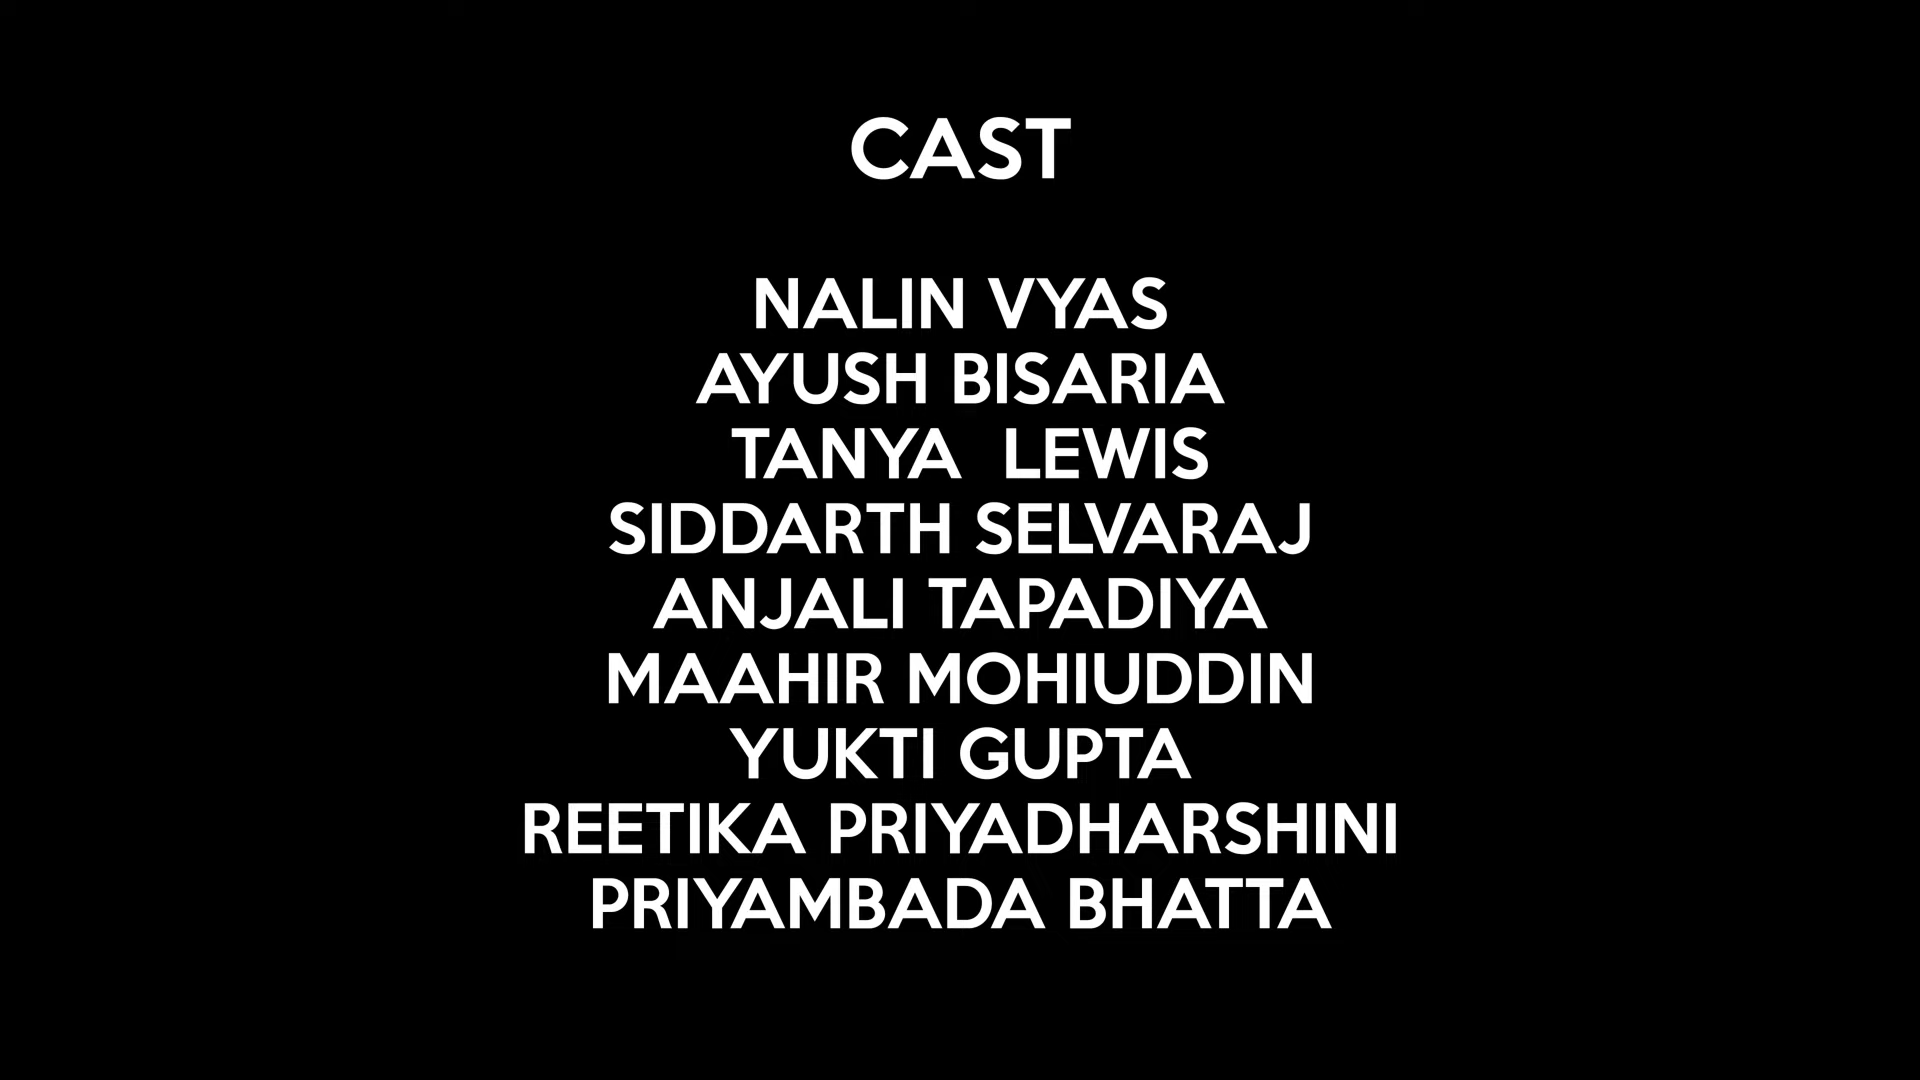 CAST
NALIN VYAS
AYUSH BISARIA
TANYA  LEWIS
SIDDARTH SELVARAJ
ANJALI TAPADIYA
MAAHIR MOHIUDDIN
YUKTI GUPTA
REETIKA PRIYADHARSHINI
PRIYAMBADA BHATTA